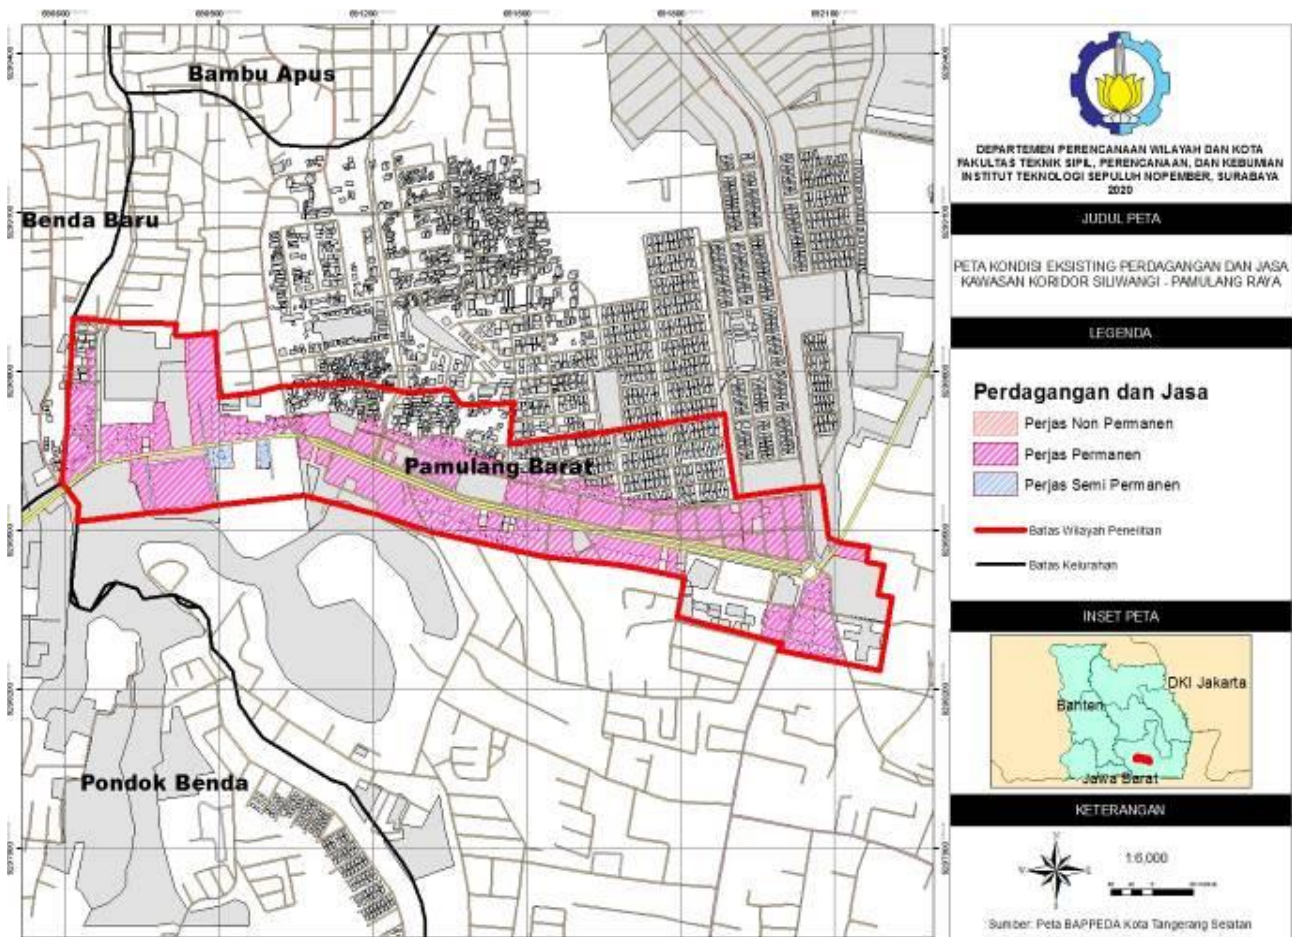 Bambu Apus
Benda Baru
Pamulang Barat
Pondok Benda
DEPARTEMEN PERENCANAAN WILAYAH DAN KOTA
FAKULTAS TEKNIK SIPIL, PERENCANAAN, DAN KEBUMIAN
INSTITUT TEKNOLOGI SEPULUH NOPEMBER, SURABAYA
2020
JUDUL PETA
PETA KONDISI EKSISTING PERDAGANGAN DAN JASA
KAWASAN KORIDOR SILIWANGI - PAMULANG RAYA
LEGENDA
Perdagangan dan Jasa
Perjas Non Permanen
Perjas Permanen
Perjas Semi Permanen
Batas Wilayah Penelitian
Batas Kelurahan
INSET PETA
DKI Jakarta
Banten
Jawa Barat
KETERANGAN
1:6,000
Sumber: Peta BAPPEDA Kota Tangerang Selatan